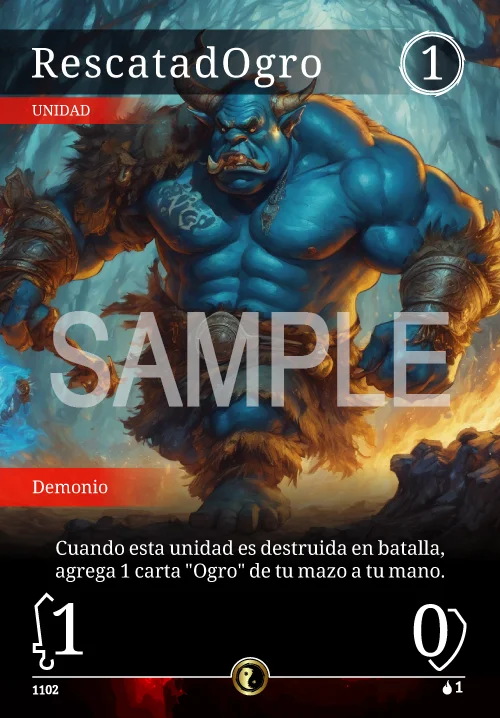 RescatadOgro
1
UNIDAD
SAMPLE
Demonio
Cuando esta unidad es destruida en batalla,
agrega 1 carta "Ogro" de tu mazo a tu mano.
1
0
1102
1